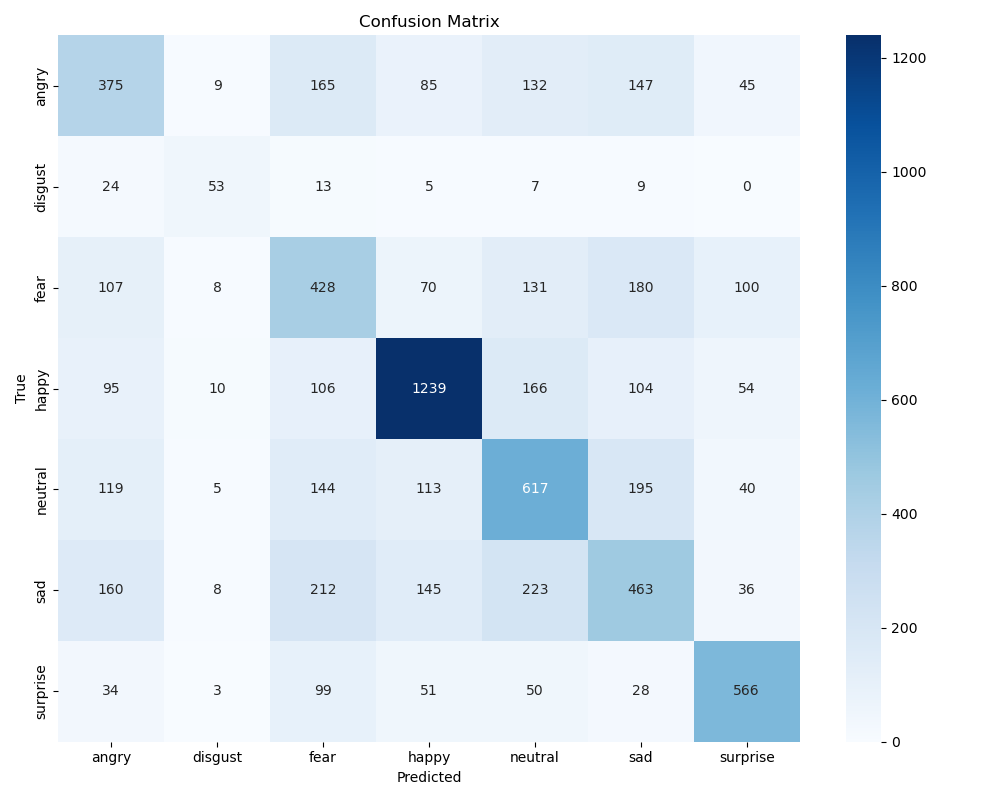 Confusion Matrix
angry 375 9 165 85 132 147 45
disgust 24 53 13 5 7 9 0
fear 107 8 428 70 131 180 100
happy 95 10 106 1239 166 104 54
neutral 119 5 144 113 617 195 40
sad 160 8 212 145 223 463 36
surprise 34 3 99 51 50 28 566
True
angry disgust fear happy neutral sad surprise
Predicted
1200
1000
800
600
400
200
0